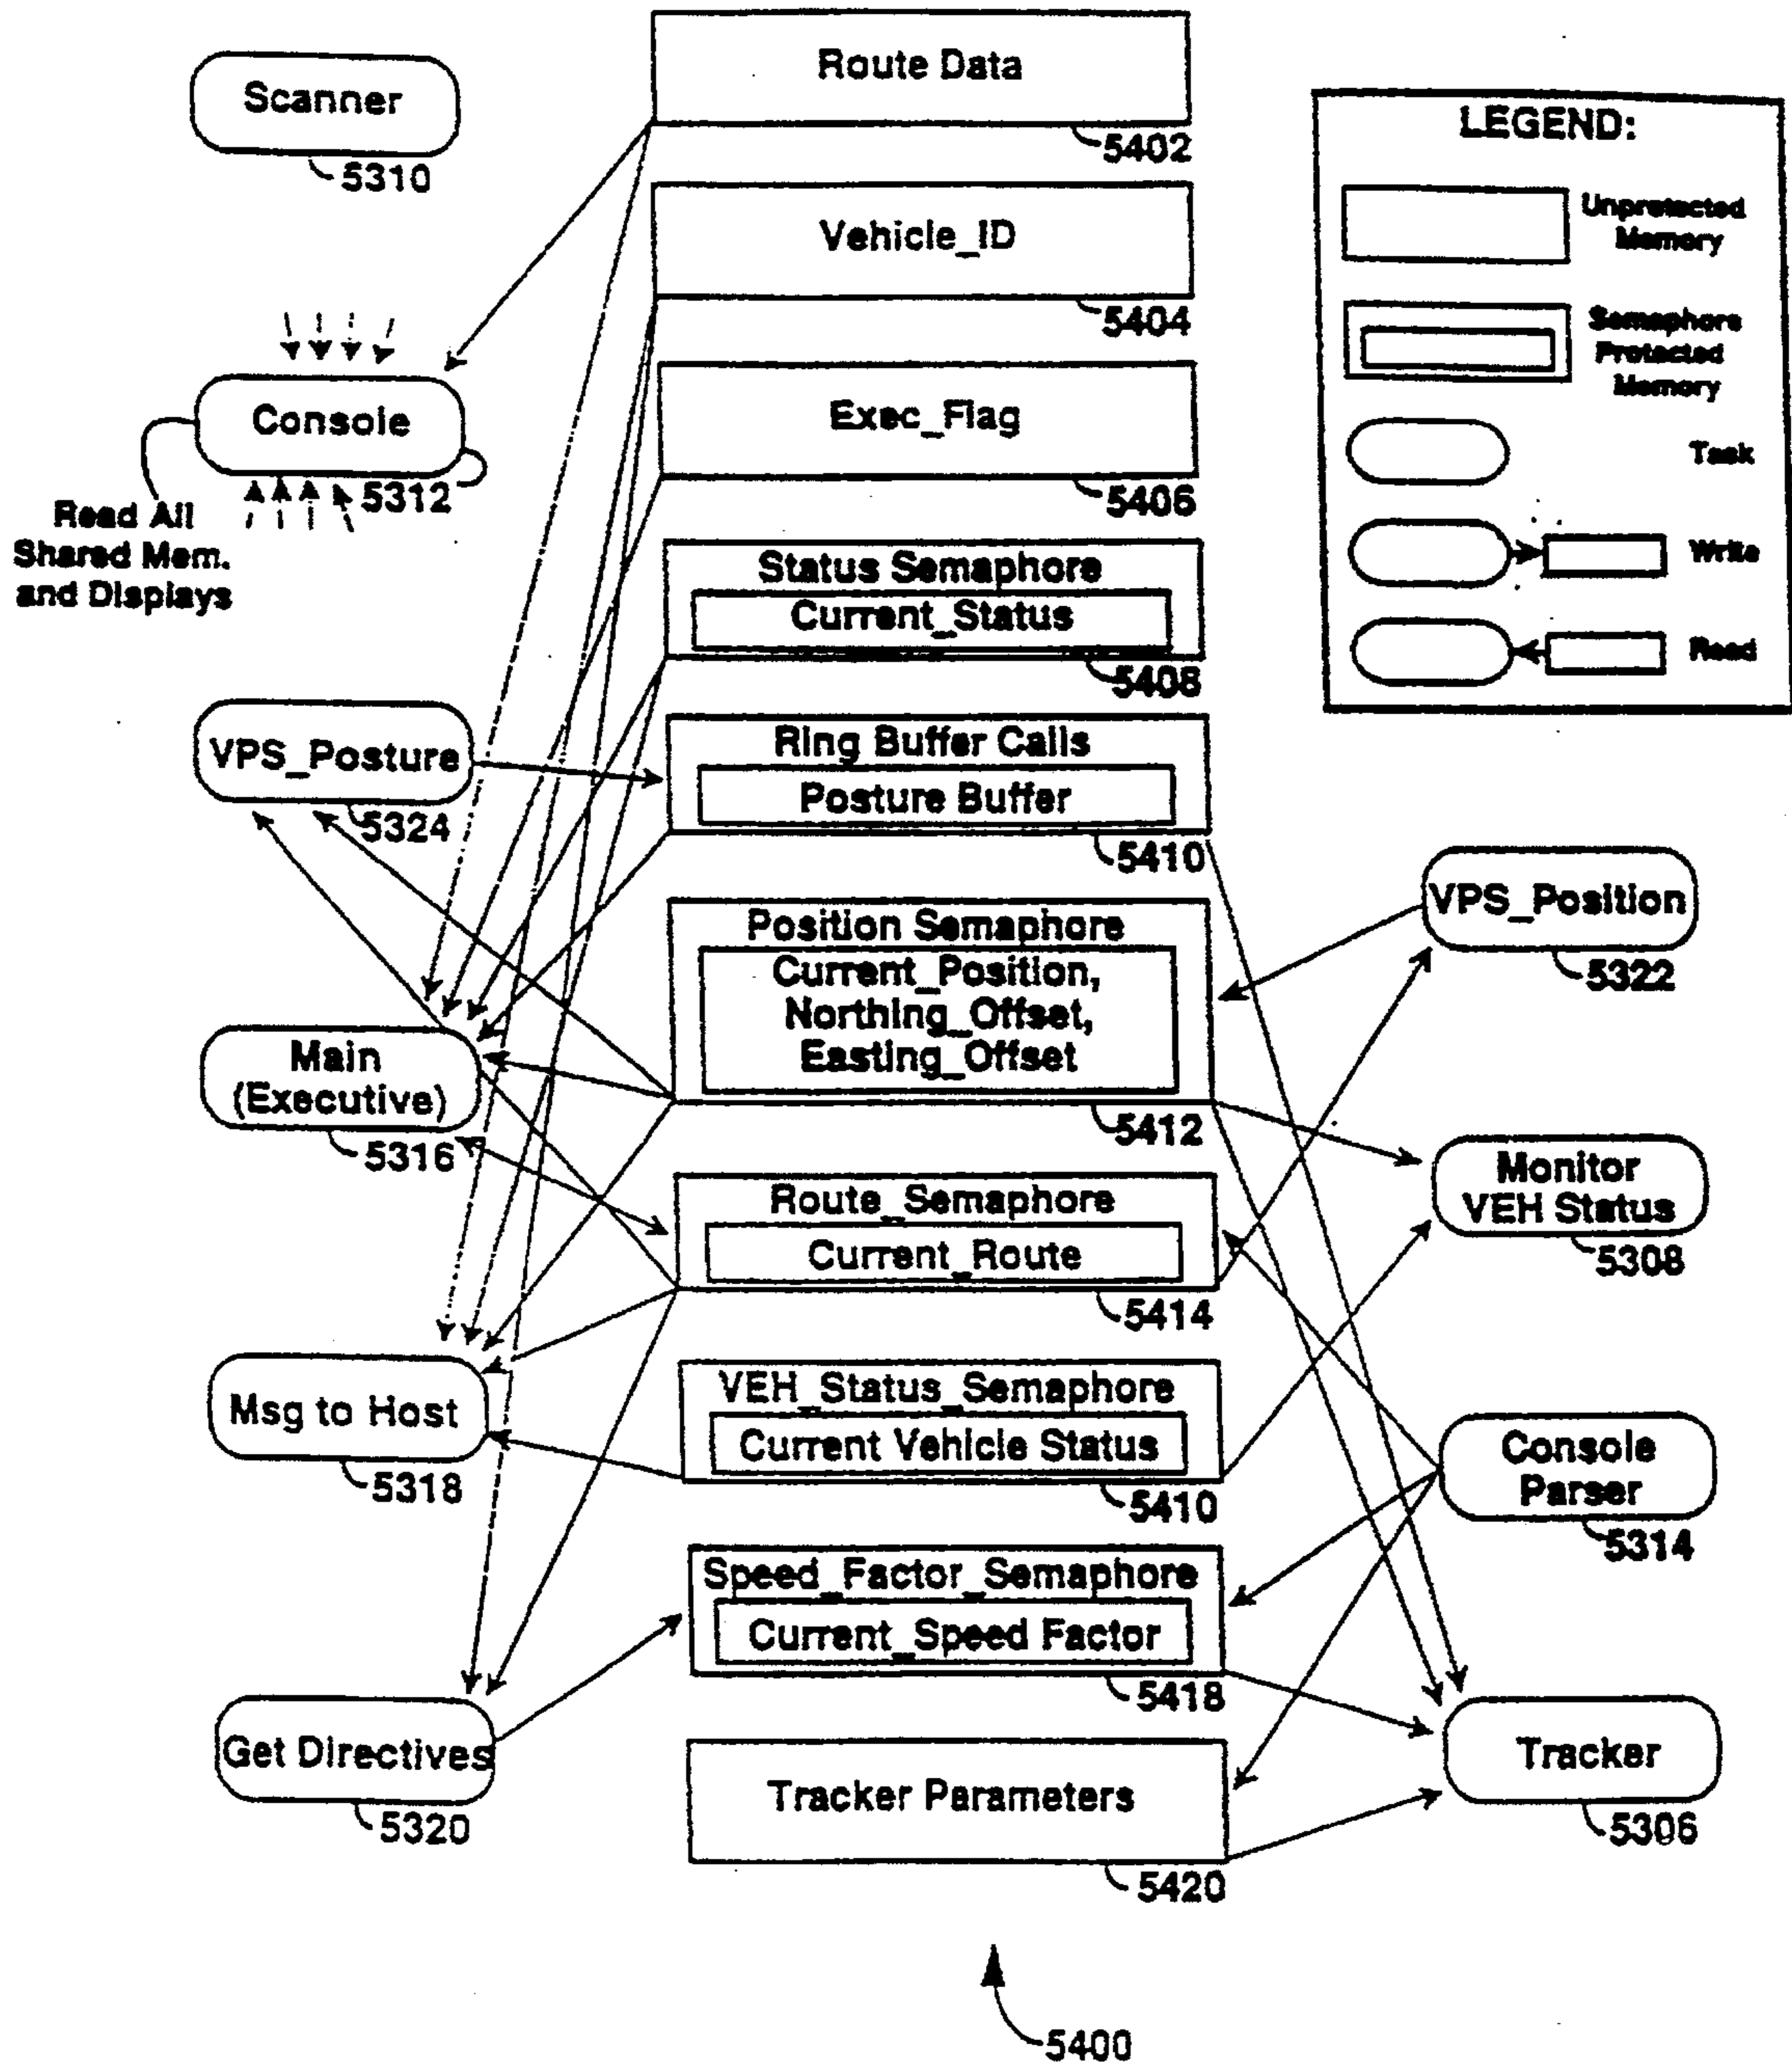 Route Data
5402
Scanner
5310
Vehicle_ID
5404
Exec_Flag
5406
Console
5312
Read All
Shared Mem.
and Displays
Status Semaphore
Current_Status
5408
LEGEND:
Unprotected
Memory
Semaphore
Protected
Memory
Task
Write
Read
VPS_Posture
5324
Ring Buffer Calls
Posture Buffer
5410
Position Semaphore
Current_Position,
Northing_Offset,
Easting_Offset
5412
VPS_Position
5322
Main
(Executive)
5316
Monitor
VEH Status
5308
Route_Semaphore
Current_Route
5414
Msg to Host
5318
VEH_Status_Semaphore
Current Vehicle Status
5410
Console
Parser
5314
Speed_Factor_Semaphore
Current_Speed Factor
5418
Get Directives
5320
Tracker Parameters
5420
Tracker
5306
5400